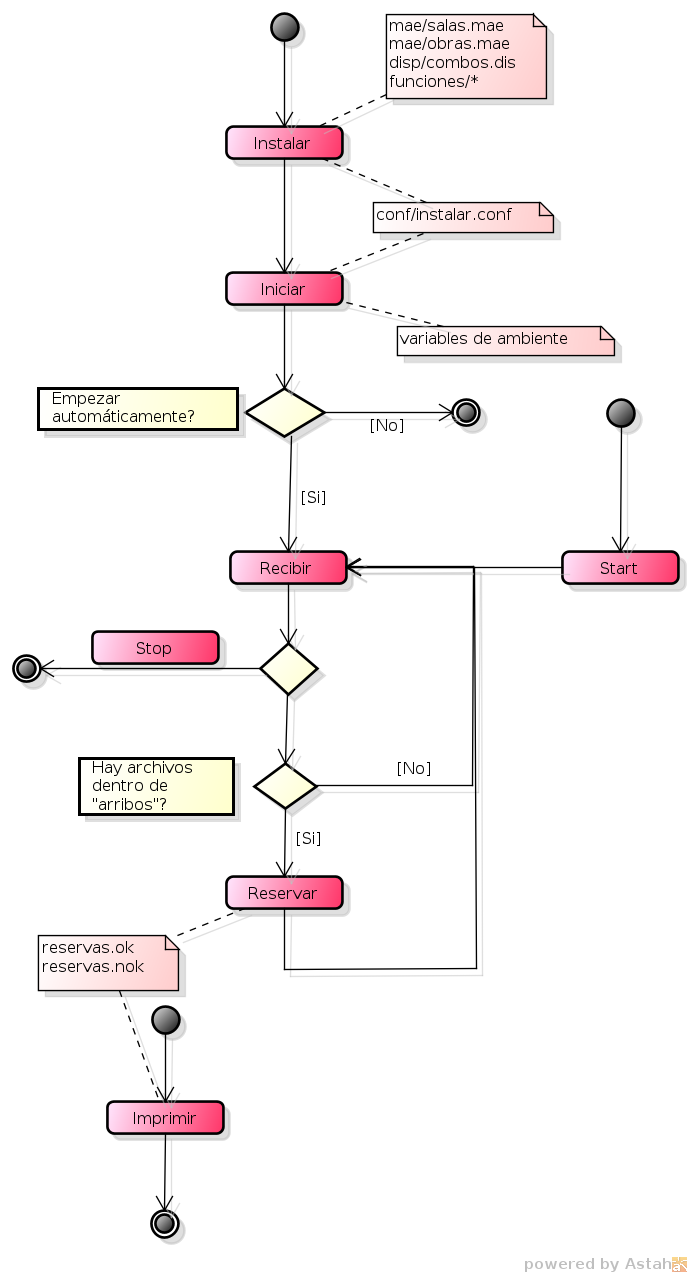 mae/salas.mae
mae/obras.mae
disp/combos.dis
funciones/*
Instalar
conf/instalar.conf
Iniciar
variables de ambiente
Empezar
automáticamente?
[No]
[Si]
Recibir
Start
Stop
Hay archivos
dentro de
"arribos"?
[No]
[Si]
Reservar
reservas.ok
reservas.nok
Imprimir
powered by Astah